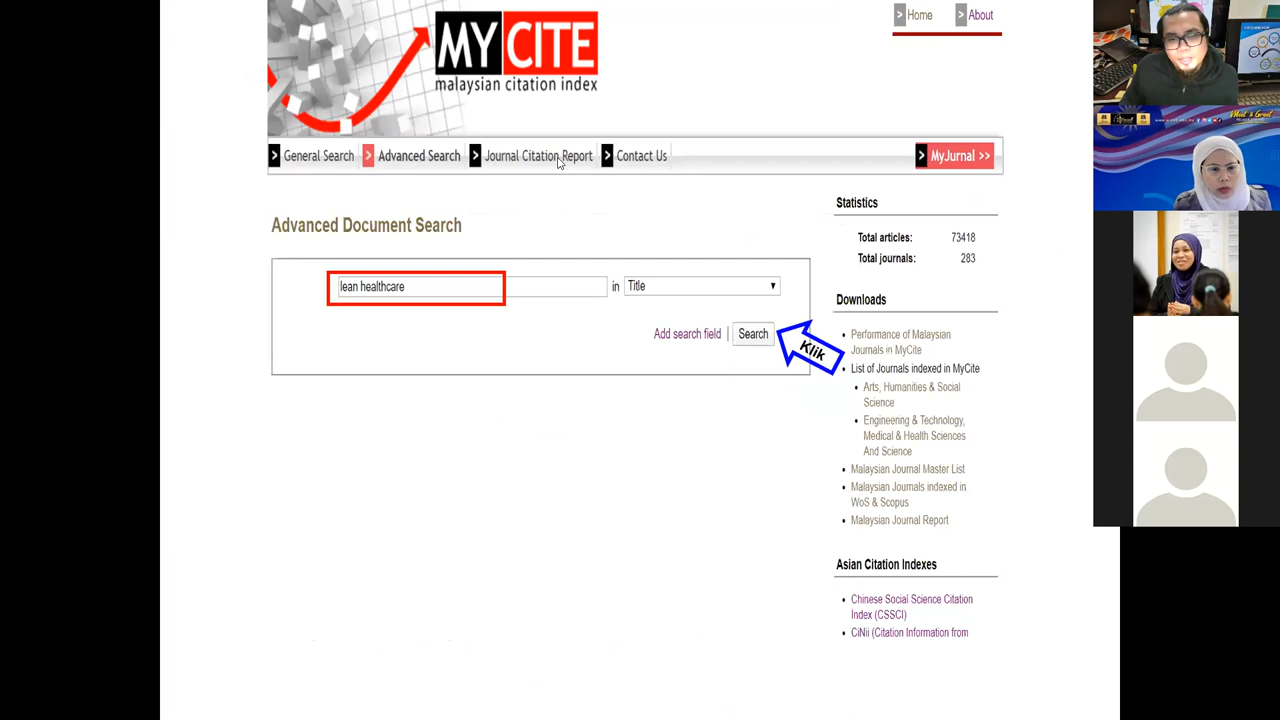 MYCITE
malaysian citation index
Home
About
General Search
Advanced Search
Journal Citation Report
Contact Us
MyJurnal >>
Advanced Document Search
lean healthcare
in
Title
Add search field | Search
Klik
Statistics
Total articles: 73418
Total journals: 283
Downloads
Performance of Malaysian
Journals in MyCite
List of Journals indexed in MyCite
Arts, Humanities & Social
Science
Engineering & Technology,
Medical & Health Sciences
And Science
Malaysian Journal Master List
Malaysian Journals indexed in
WoS & Scopus
Malaysian Journal Report
Asian Citation Indexes
Chinese Social Science Citation
Index (CSSCI)
CiNii (Citation Information from